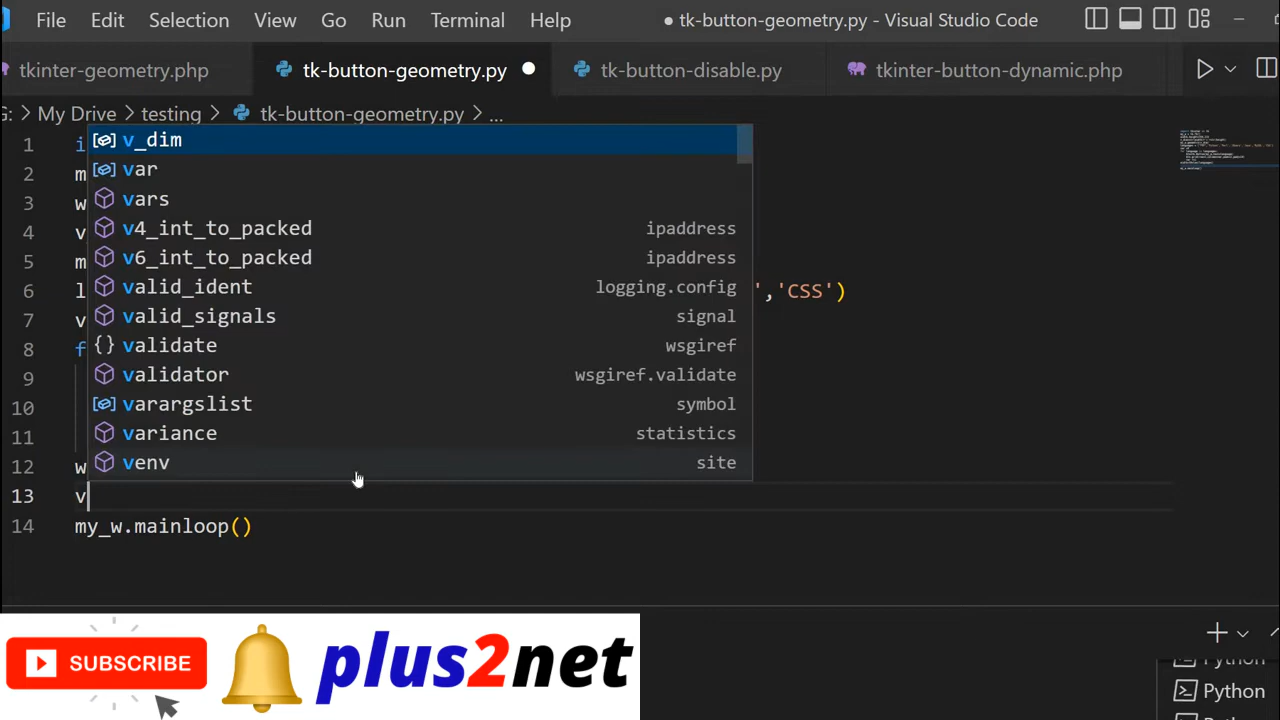 File Edit Selection View Go Run Terminal Help ● tk-button-geometry.py - Visual Studio Code
tkinter-geometry.php tk-button-geometry.py tk-button-disable.py tkinter-button-dynamic.php
G: > My Drive > testing > tk-button-geometry.py > ...
1 i
v_dim
2 m
var
3 w
vars
4 v
v4_int_to_packed ipaddress
5 m
v6_int_to_packed ipaddress
6 l
valid_ident logging.config
','CSS')
7 v
valid_signals signal
8 f
validate wsgiref
9
validator wsgiref.validate
10
varargslist symbol
11
variance statistics
12 w
venv site
13 v
14 my_w.mainloop()
SUBSCRIBE
plus2net
Python
Python